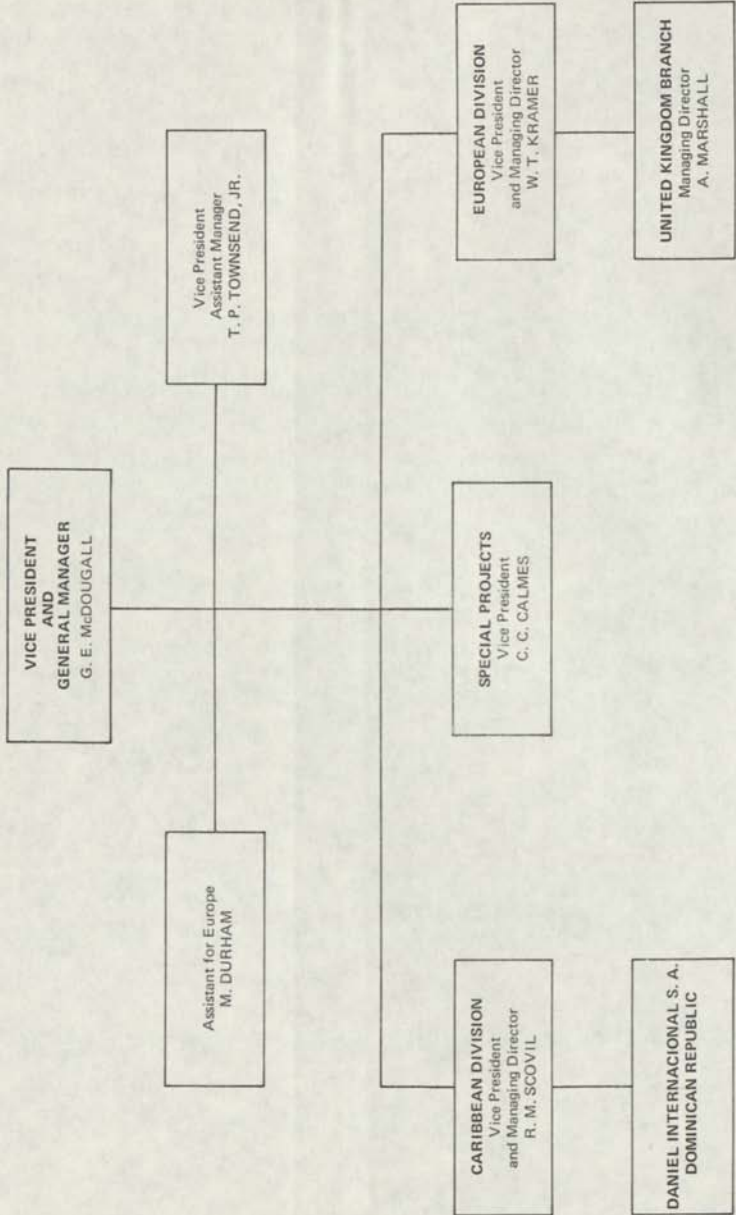 VICE PRESIDENT
AND
GENERAL MANAGER
G. E. McDOUGALL
Assistant for Europe
M. DURHAM
Vice President
Assistant Manager
T. P. TOWNSEND, JR.
CARIBBEAN DIVISION
Vice President
and Managing Director
R. M. SCOVIL
SPECIAL PROJECTS
Vice President
C. C. CALMES
EUROPEAN DIVISION
Vice President
and Managing Director
W. T. KRAMER
DANIEL INTERNACIONAL S. A.
DOMINICAN REPUBLIC
UNITED KINGDOM BRANCH
Managing Director
A. MARSHALL